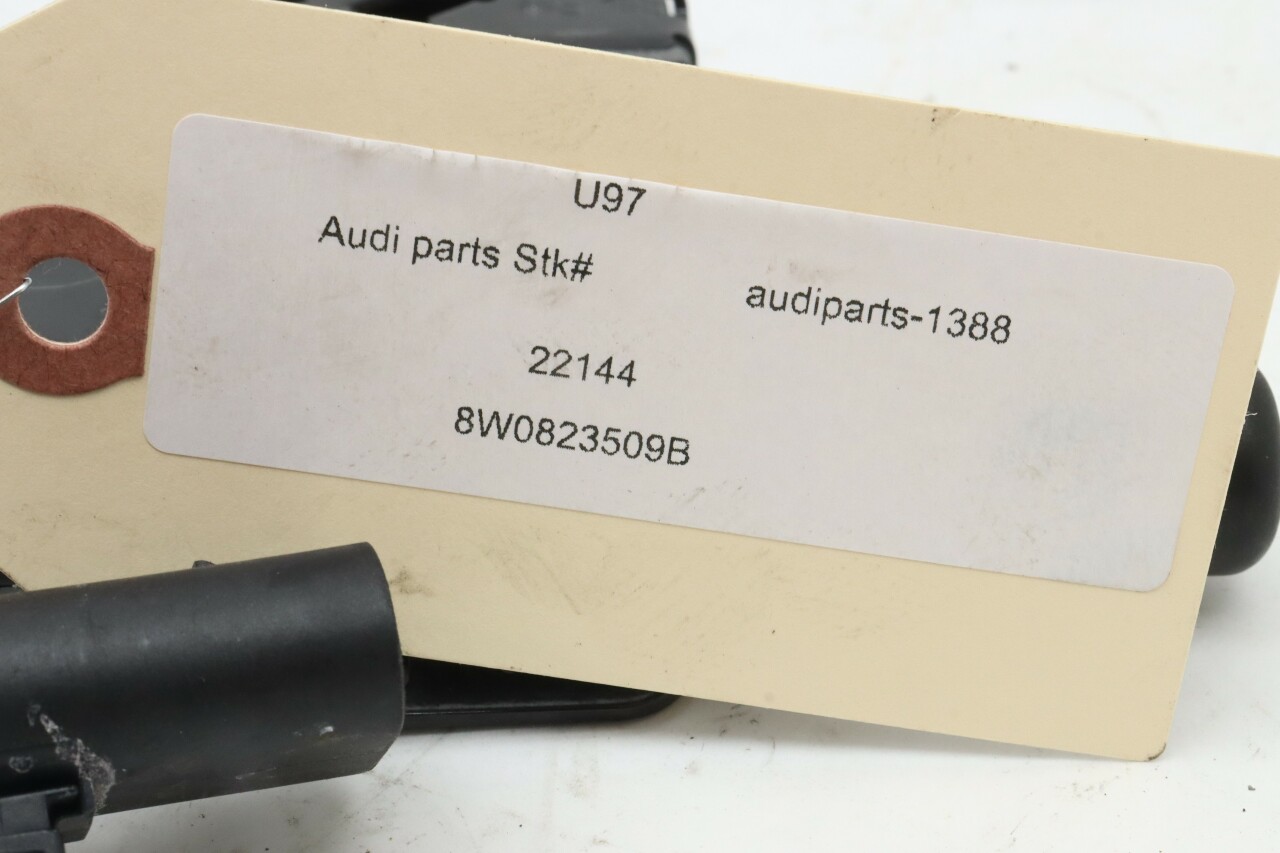 U97
Audi parts Stk#
audiparts-1388
22144
8W0823509B